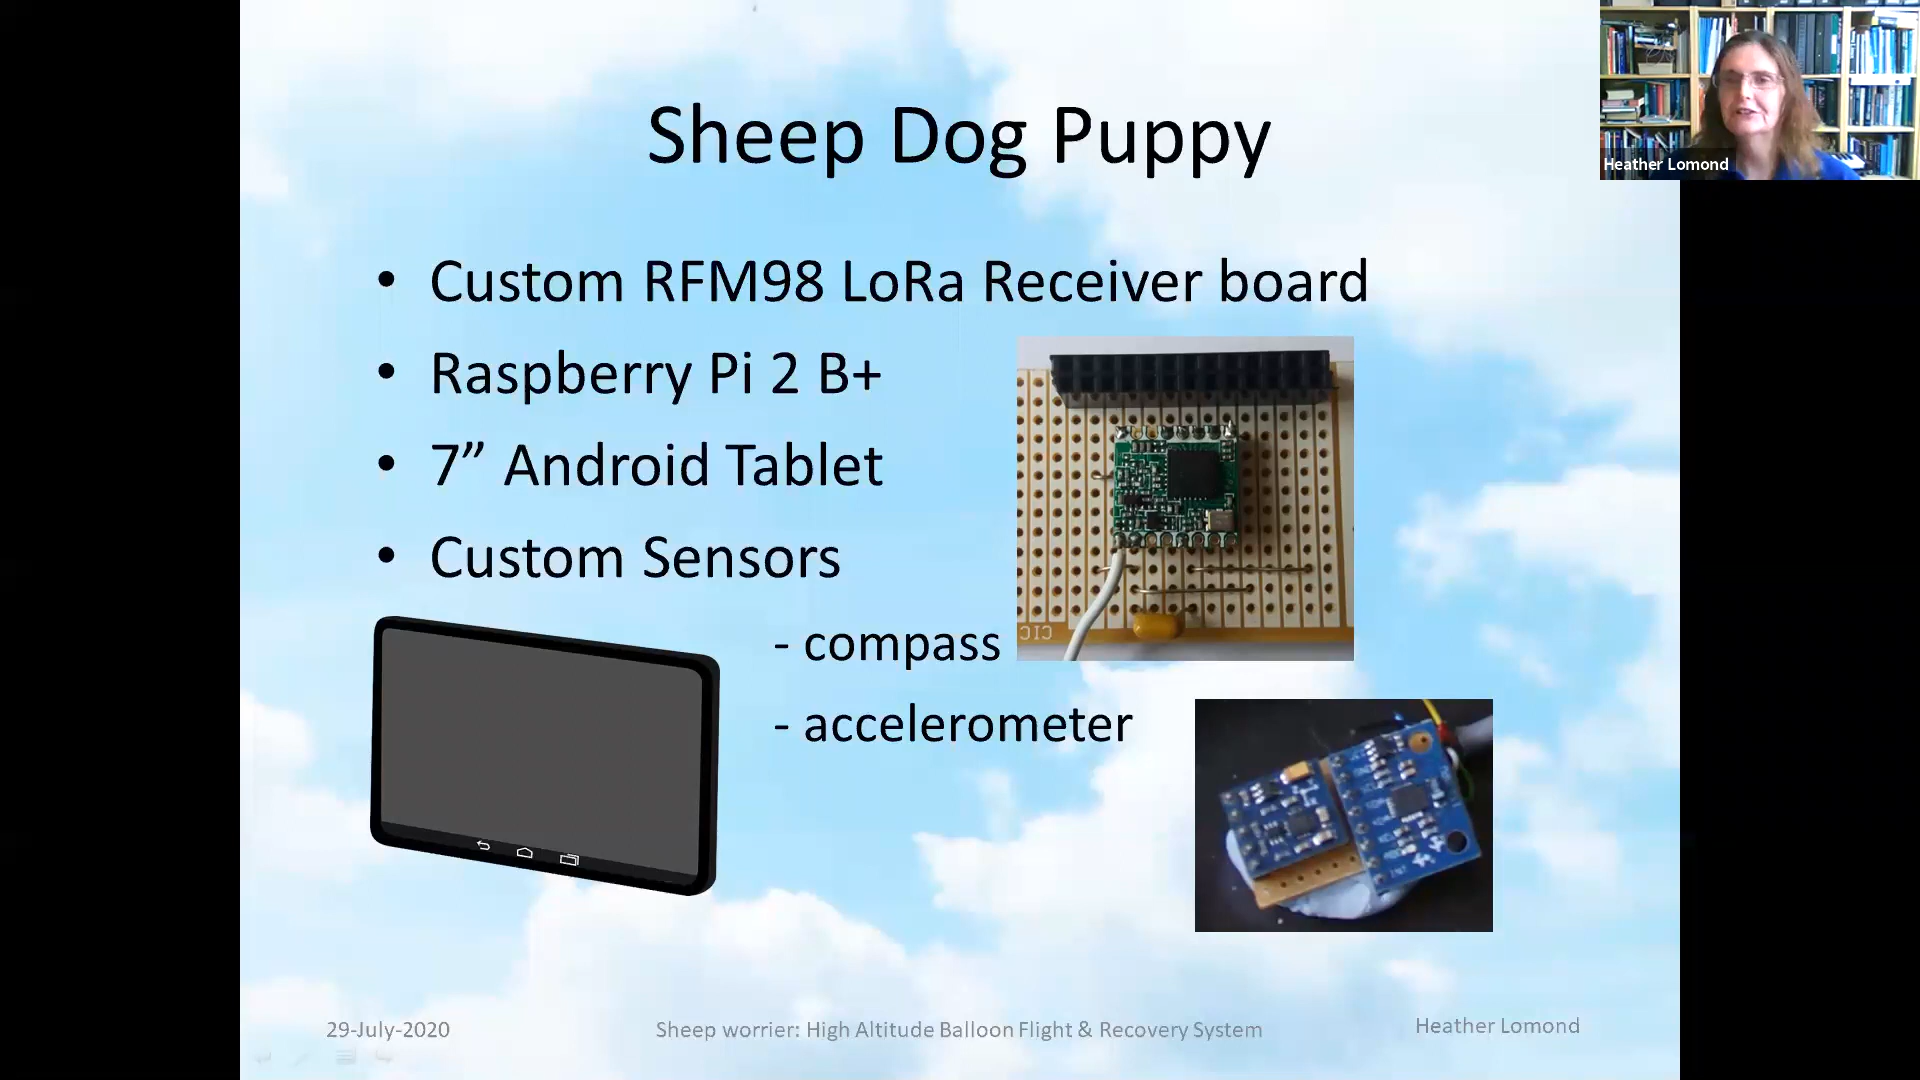 Sheep Dog Puppy
Heather Lomond
• Custom RFM98 LoRa Receiver board
• Raspberry Pi 2 B+
• 7” Android Tablet
• Custom Sensors
- compass
- accelerometer
29-July-2020
Sheep worrier: High Altitude Balloon Flight & Recovery System
Heather Lomond